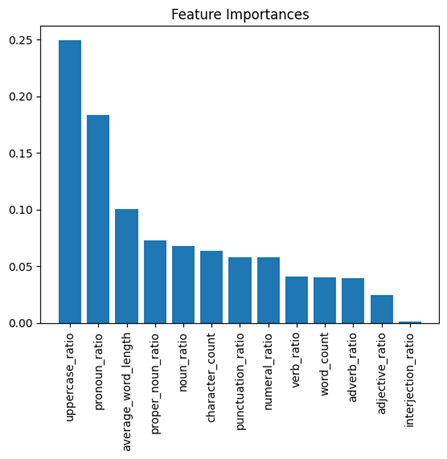 Feature Importances
0.25
0.20
0.15
0.10
0.05
0.00
uppercase_ratio
pronoun_ratio
average_word_length
proper_noun_ratio
noun_ratio
character_count
punctuation_ratio
numeral_ratio
verb_ratio
word_count
adverb_ratio
adjective_ratio
interjection_ratio